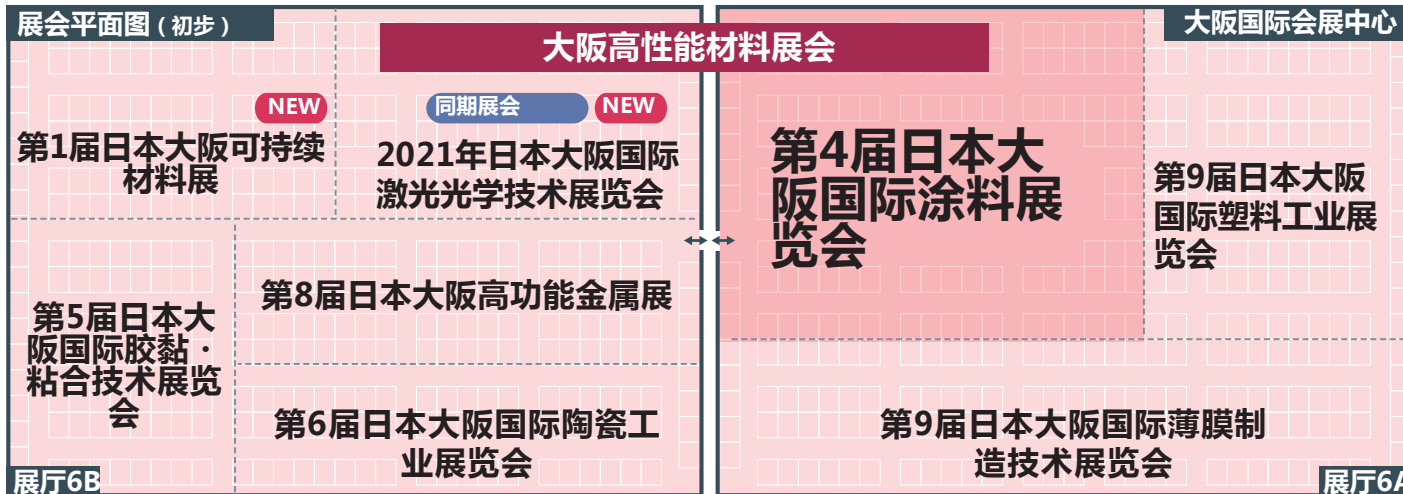 展会平面图（初步）
大阪国际会展中心
大阪高性能材料展会
NEW
第1届日本大阪可持续
材料展
同期展会
NEW
2021年日本大阪国际
激光光学技术展览会
第4届日本大
阪国际涂料展
览会
第9届日本大阪
国际塑料工业展
览会
第5届日本大
阪国际胶黏·
粘合技术展览
会
第8届日本大阪高功能金属展
第6届日本大阪国际陶瓷工
业展览会
第9届日本大阪国际薄膜制
造技术展览会
展厅6B
展厅6A